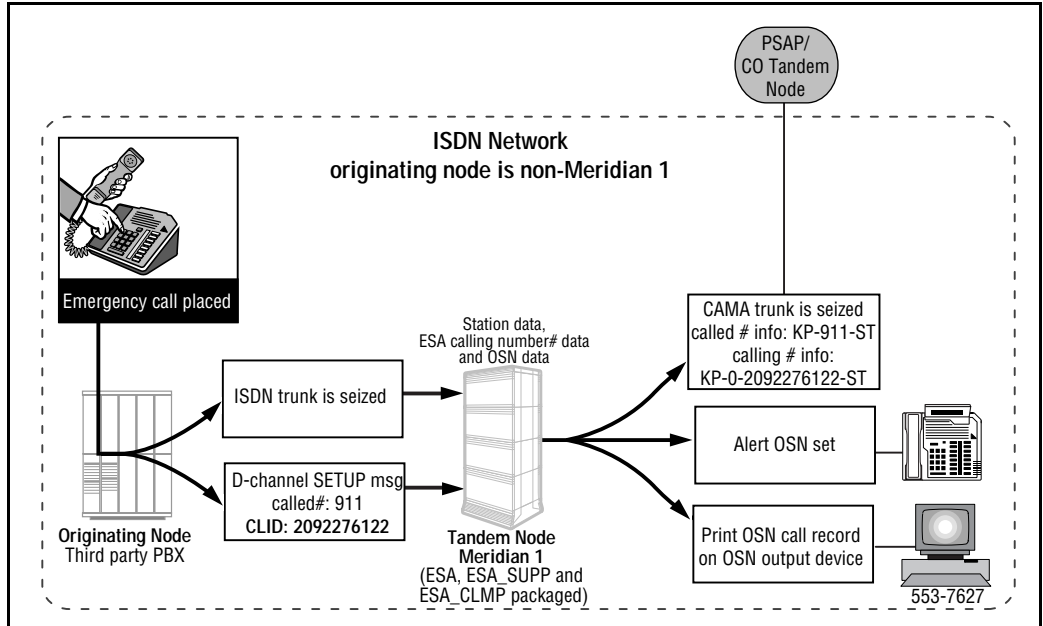 PSAP/
CO Tandem
Node
ISDN Network
originating node is non-Meridian 1
Emergency call placed
Station data,
ESA calling number# data
and OSN data
ISDN trunk is seized
D-channel SETUP msg
called#: 911
CLID: 2092276122
Originating Node
Third party PBX
Tandem Node
Meridian 1
(ESA, ESA_SUPP and
ESA_CLMP packaged)
CAMA trunk is seized
called # info: KP-911-ST
calling # info:
KP-0-2092276122-ST
Alert OSN set
Print OSN call record
on OSN output device
553-7627